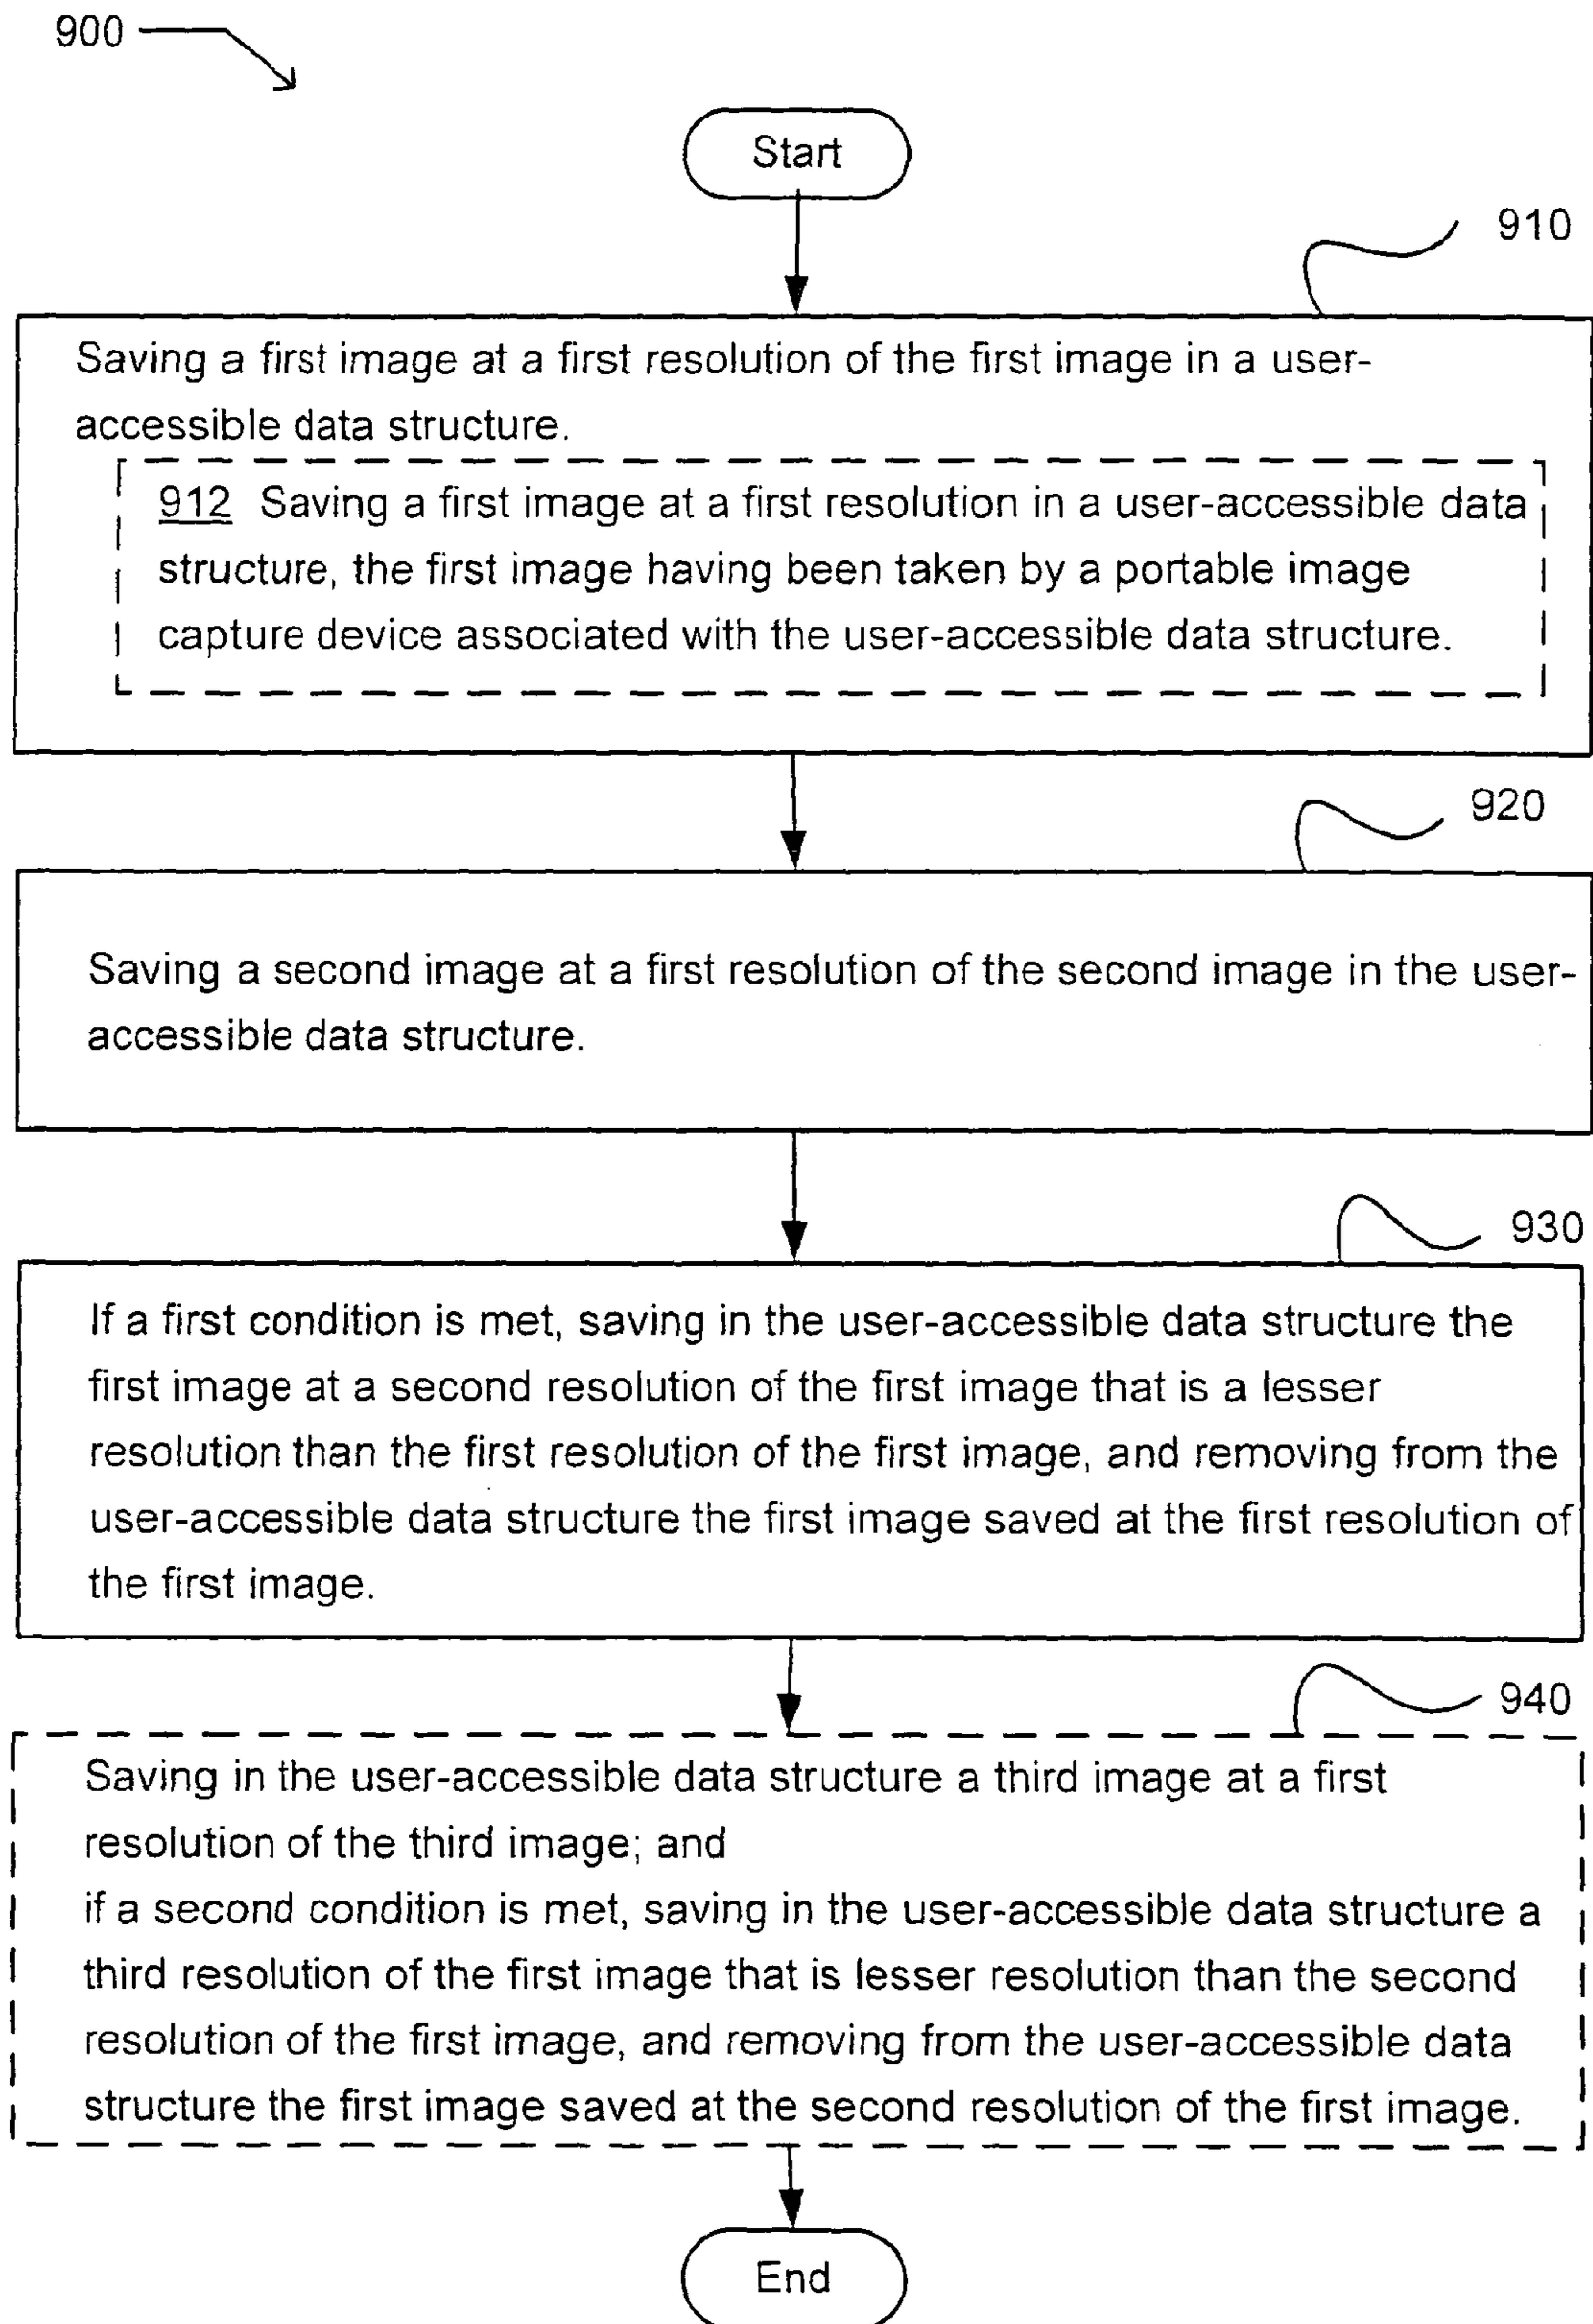 900
Start
910
Saving a first image at a first resolution of the first image in a user-
accessible data structure.
912 Saving a first image at a first resolution in a user-accessible data
structure, the first image having been taken by a portable image
capture device associated with the user-accessible data structure.
920
Saving a second image at a first resolution of the second image in the user-
accessible data structure.
930
If a first condition is met, saving in the user-accessible data structure the
first image at a second resolution of the first image that is a lesser
resolution than the first resolution of the first image, and removing from the
user-accessible data structure the first image saved at the first resolution of
the first image.
940
Saving in the user-accessible data structure a third image at a first
resolution of the third image; and
if a second condition is met, saving in the user-accessible data structure a
third resolution of the first image that is lesser resolution than the second
resolution of the first image, and removing from the user-accessible data
structure the first image saved at the second resolution of the first image.
End